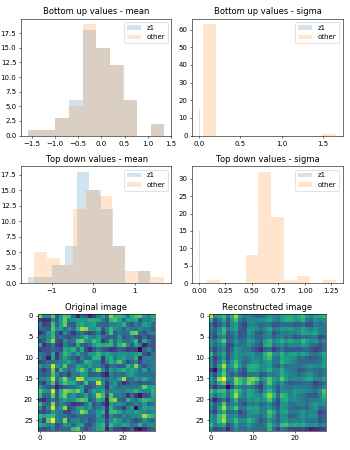 Bottom up values - mean
Bottom up values - sigma
17.5
15.0
12.5
10.0
7.5
5.0
2.5
0.0
z1
other
−1.5 −1.0 −0.5 0.0 0.5 1.0 1.5
60
50
40
30
20
10
0
z1
other
0.0 0.5 1.0 1.5
Top down values - mean
Top down values - sigma
17.5
15.0
12.5
10.0
7.5
5.0
2.5
0.0
z1
other
−1 0 1
30
25
20
15
10
5
0
z1
other
0.00 0.25 0.50 0.75 1.00 1.25
Original image
Reconstructed image
0
5
10
15
20
25
0 10 20
0
5
10
15
20
25
0 10 20